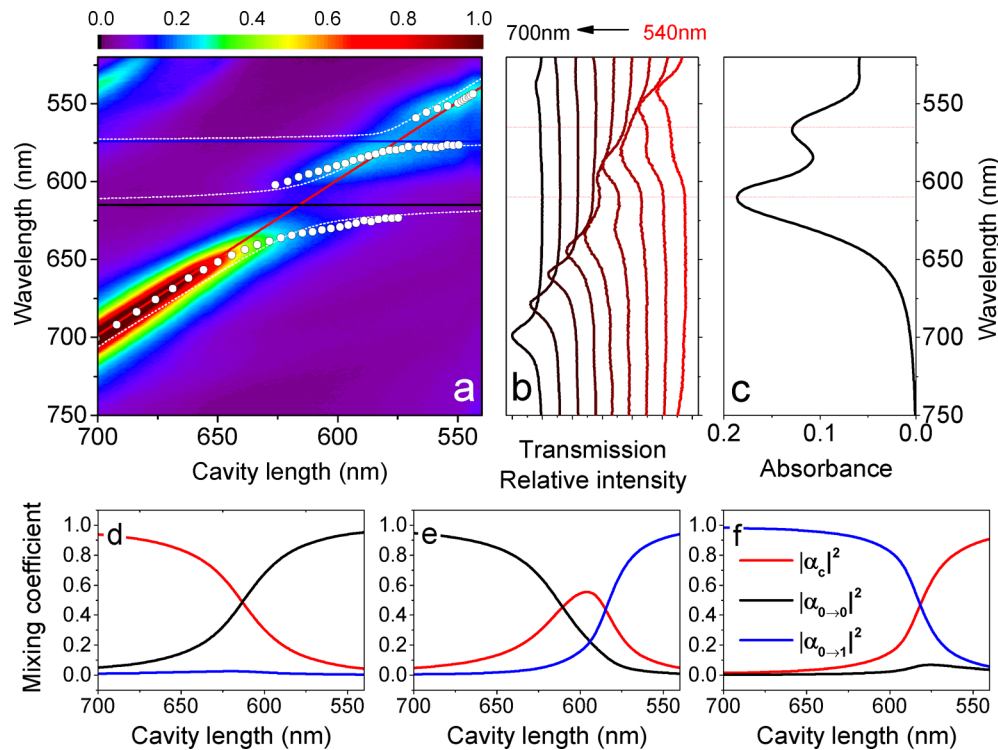 0.0 0.2 0.4 0.6 0.8 1.0
700nm 540nm
550
600
650
700
750
Wavelength (nm)
700 650 600 550
Cavity length (nm)
a
b
Transmission
Relative intensity
c
550
600
650
700
750
Wavelength (nm)
0.2 0.1 0.0
Absorbance
Mixing coefficient
1.0
0.8
0.6
0.4
0.2
0.0
d
700 650 600 550
Cavity length (nm)
1.0
0.8
0.6
0.4
0.2
0.0
e
700 650 600 550
Cavity length (nm)
1.0
0.8
0.6
0.4
0.2
0.0
f
|α_c|²
|α_0→0|²
|α_0→1|²
700 650 600 550
Cavity length (nm)